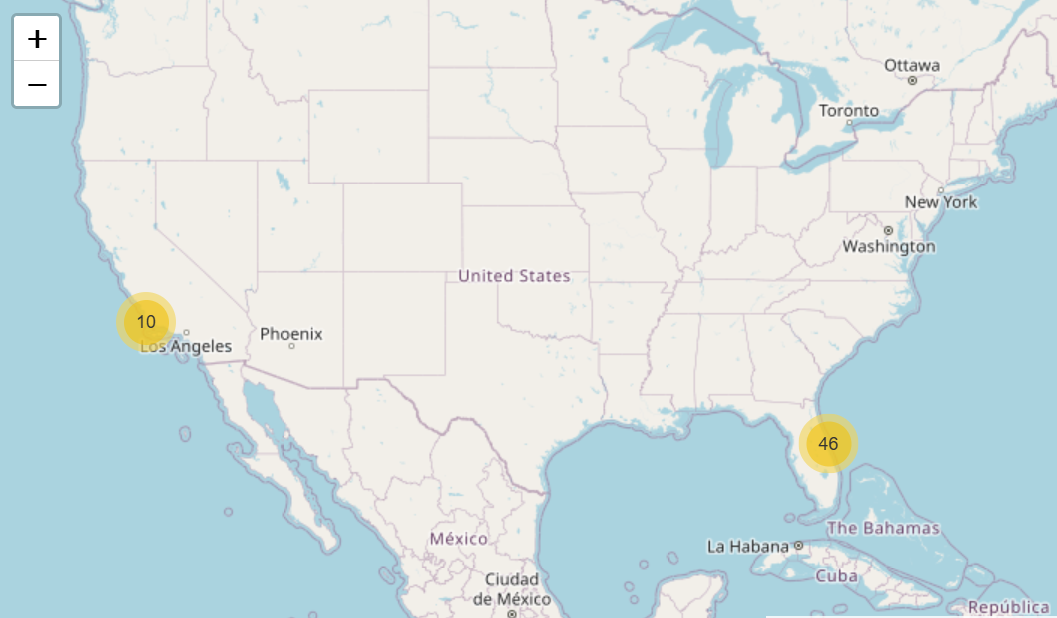 +
−
Ottawa
Toronto
New York
Washington
United States
10
Los Angeles
Phoenix
46
The Bahamas
México
La Habana
Cuba
Ciudad
de México
República